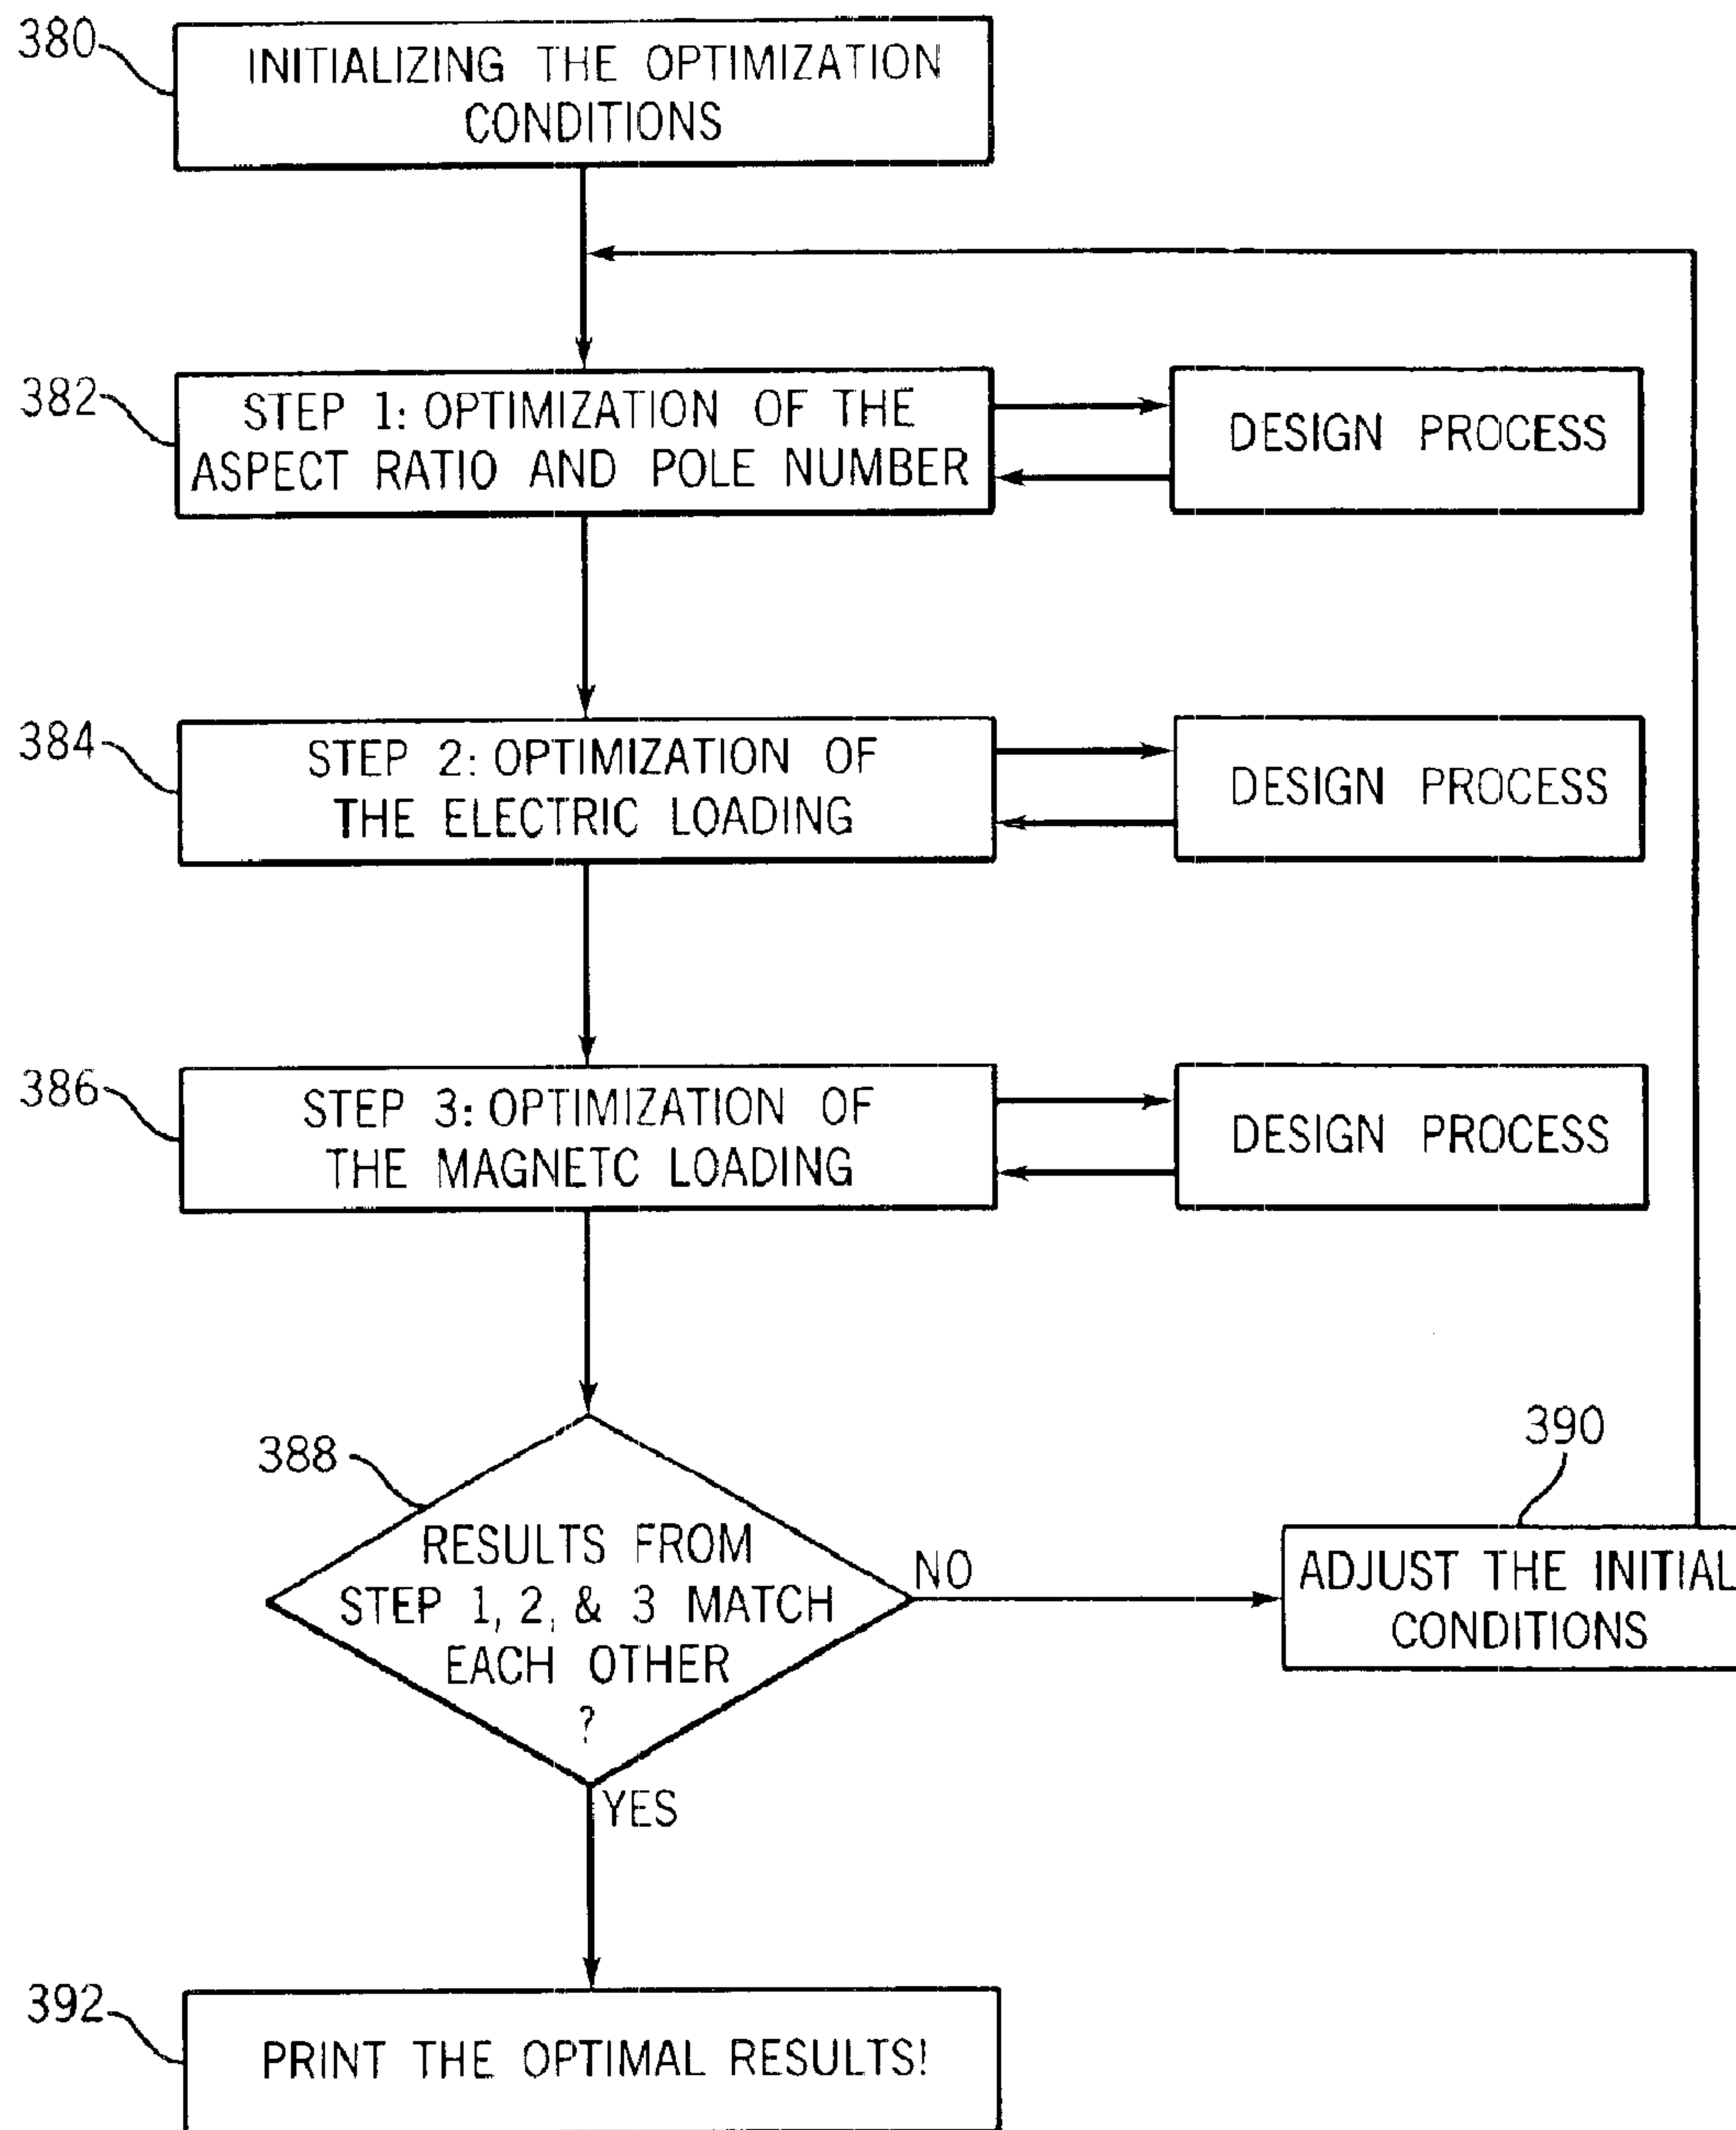 380
INITIALIZING THE OPTIMIZATION
CONDITIONS
382
STEP 1: OPTIMIZATION OF THE
ASPECT RATIO AND POLE NUMBER
DESIGN PROCESS
384
STEP 2: OPTIMIZATION OF
THE ELECTRIC LOADING
DESIGN PROCESS
386
STEP 3: OPTIMIZATION OF
THE MAGNETC LOADING
DESIGN PROCESS
388
RESULTS FROM
STEP 1, 2, & 3 MATCH
EACH OTHER
?
NO
390
ADJUST THE INITIAL
CONDITIONS
YES
392
PRINT THE OPTIMAL RESULTS!